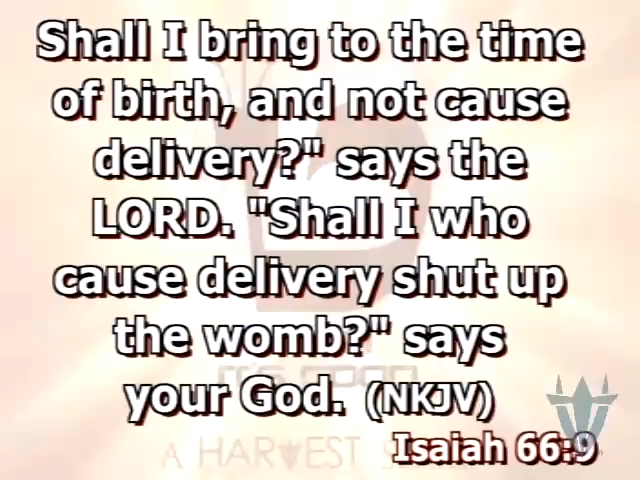 Shall I bring to the time
of birth, and not cause
delivery?" says the
LORD. "Shall I who
cause delivery shut up
the womb?" says
your God. (NKJV)
Isaiah 66:9
A HARVEST